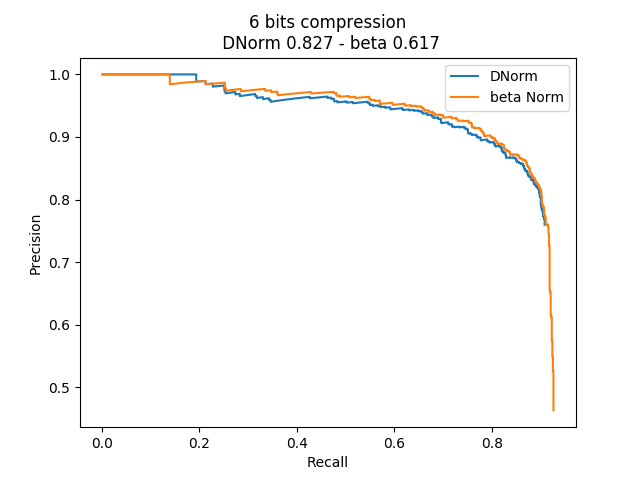 6 bits compression
DNorm 0.827 - beta 0.617
DNorm
beta Norm
1.0
0.9
0.8
0.7
0.6
0.5
Precision
0.0
0.2
0.4
0.6
0.8
Recall